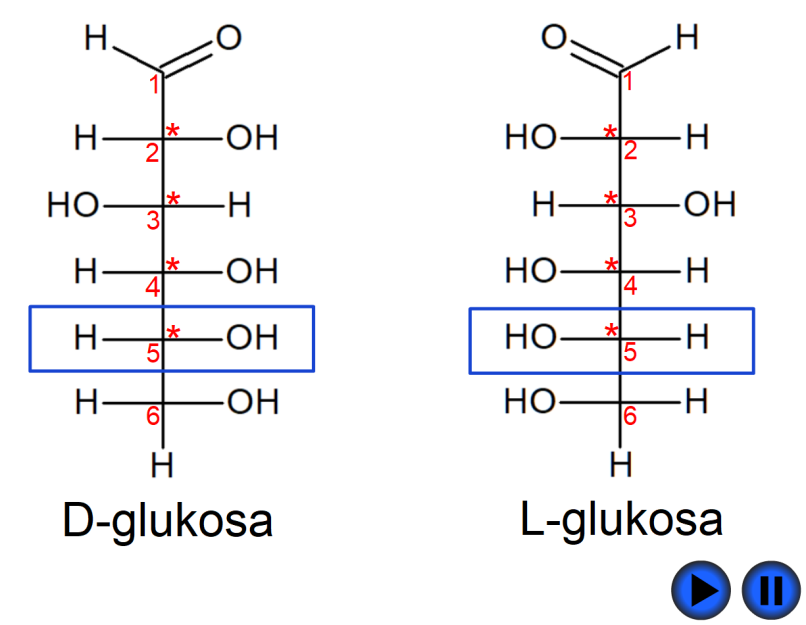 H O O H
1 1
H * OH HO * H
2 2
HO * H H * OH
3 3
H * OH HO * H
4 4
H * OH HO * H
5 5
H OH HO H
6 6
H H
D-glukosa L-glukosa